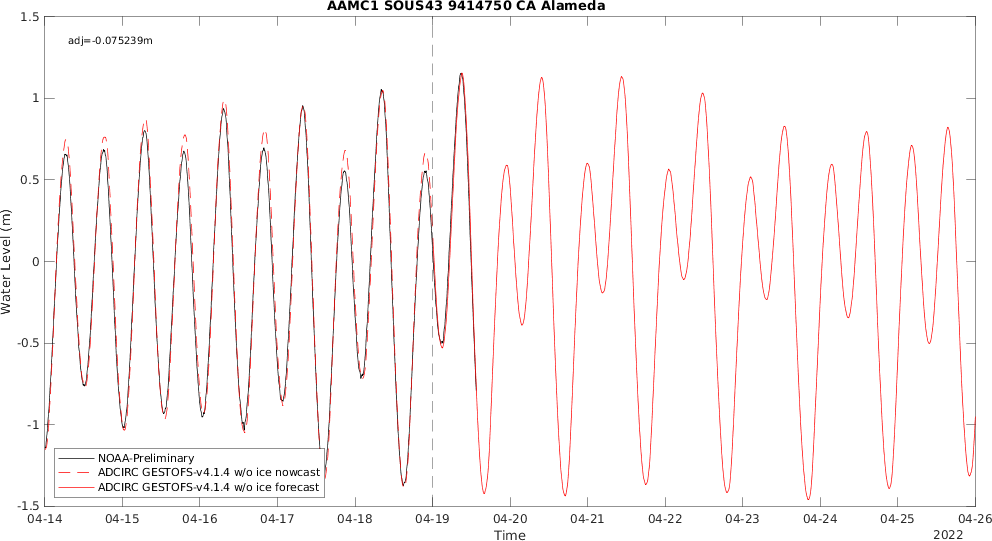 AAMC1 SOUS43 9414750 CA Alameda
adj=-0.075239m
1.5
1
0.5
0
-0.5
-1
-1.5
Water Level (m)
NOAA-Preliminary
ADCIRC GESTOFS-v4.1.4 w/o ice nowcast
ADCIRC GESTOFS-v4.1.4 w/o ice forecast
04-14 04-15 04-16 04-17 04-18 04-19 04-20 04-21 04-22 04-23 04-24 04-25 04-26
Time
2022